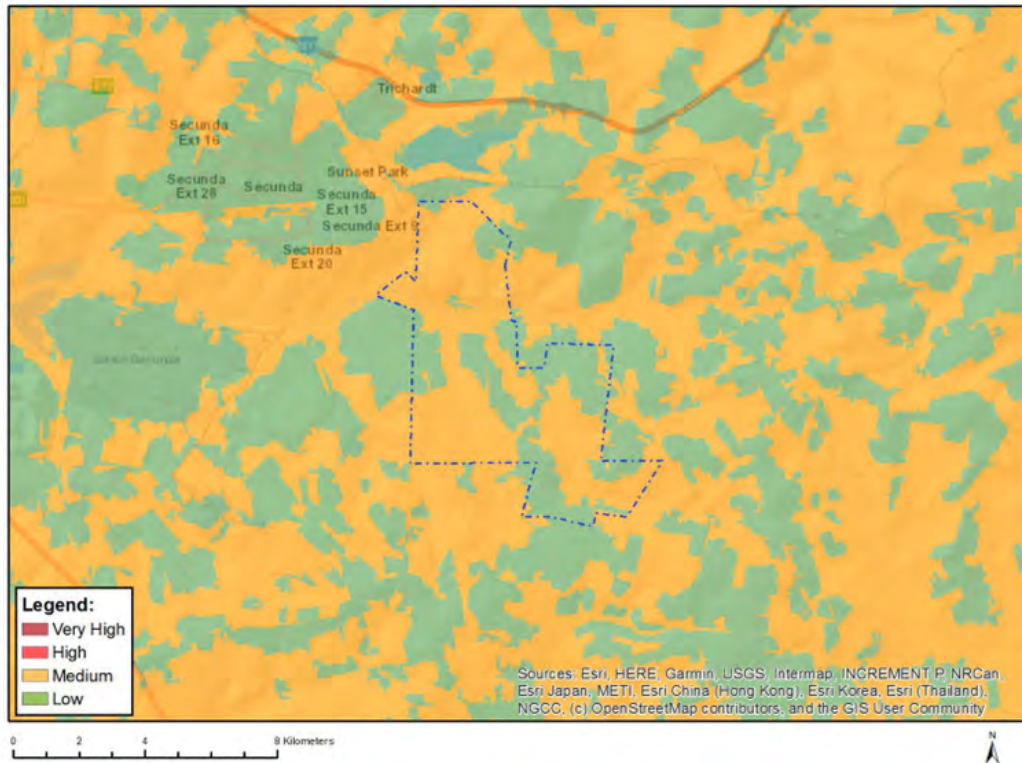 Trichardt
Secunda
Ext 16
Sunset Park
Secunda
Ext 28
Secunda
Secunda
Ext 15
Secunda Ext 9
Secunda
Ext 20
Legend:
Very High
High
Medium
Low
Sources: Esri, HERE, Garmin, USGS, Intermap, INCREMENT P, NRCan,
Esri Japan, METI, Esri China (Hong Kong), Esri Korea, Esri (Thailand),
NGCC, (c) OpenStreetMap contributors, and the GIS User Community
0 2 4 8 Kilometers
N